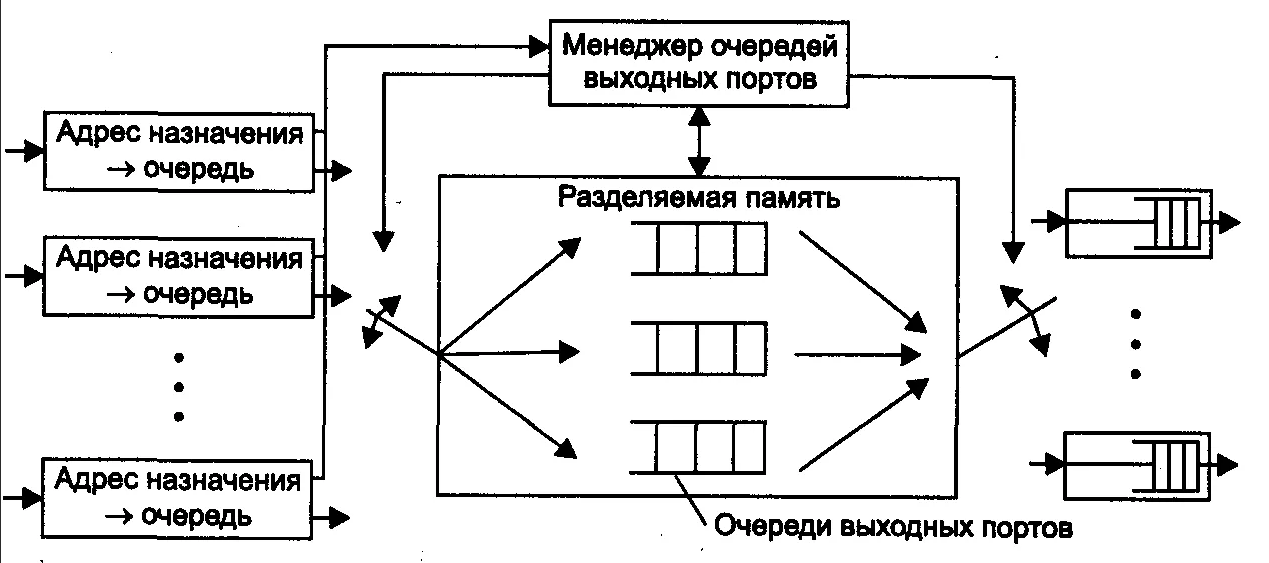 Менеджер очередей
выходных портов
Адрес назначения
→ очередь
Разделяемая память
Адрес назначения
→ очередь
Адрес назначения
→ очередь
Очереди выходных портов